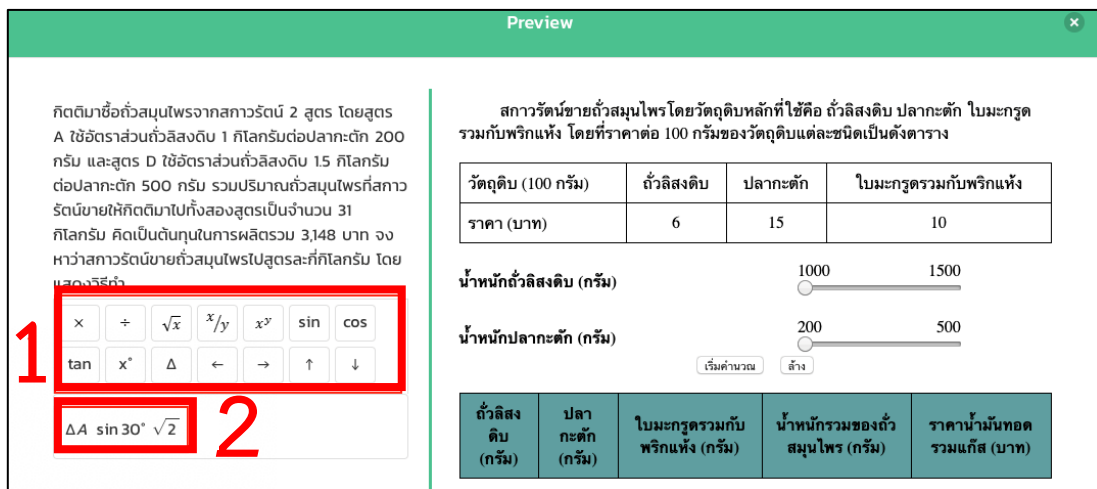 Preview
กิตติมาซื้อถั่วสมุนไพรจากสกาวรัตน์ 2 สูตร โดยสูตร
A ใช้อัตราส่วนถั่วลิสงดิบ 1 กิโลกรัมต่อปลากะตัก 200
กรัม และสูตร D ใช้อัตราส่วนถั่วลิสงดิบ 1.5 กิโลกรัม
ต่อปลากะตัก 500 กรัม รวมปริมาณถั่วสมุนไพรที่สกาว
รัตน์ขายให้กิตติมาไปทั้งสองสูตรเป็นจำนวน 31
กิโลกรัม คิดเป็นต้นทุนในการผลิตรวม 3,148 บาท จง
หาว่าสกาวรัตน์ขายถั่วสมุนไพรไปสูตรละกี่กิโลกรัม โดย
แสดงวิธีทำ
× ÷ √x x/y xʸ sin cos
tan x° Δ ← → ↑ ↓
1
ΔA sin 30° √2
2
สกาวรัตน์ขายถั่วสมุนไพรโดยวัตถุดิบหลักที่ใช้คือ ถั่วลิสงดิบ ปลากะตัก ใบมะกรูด
รวมกับพริกแห้ง โดยที่ราคาต่อ 100 กรัมของวัตถุดิบแต่ละชนิดเป็นดังตาราง
วัตถุดิบ (100 กรัม) ถั่วลิสงดิบ ปลากะตัก ใบมะกรูดรวมกับพริกแห้ง
ราคา (บาท) 6 15 10
1000 1500
น้ำหนักถั่วลิสงดิบ (กรัม)
200 500
น้ำหนักปลากะตัก (กรัม)
เริ่มคำนวณ ล้าง
ถั่วลิสง ปลา ใบมะกรูดรวมกับ น้ำหนักรวมของถั่ว ราคาน้ำมันทอด
ดิบ กะตัก พริกแห้ง (กรัม) สมุนไพร (กรัม) รวมแก๊ส (บาท)
(กรัม) (กรัม)